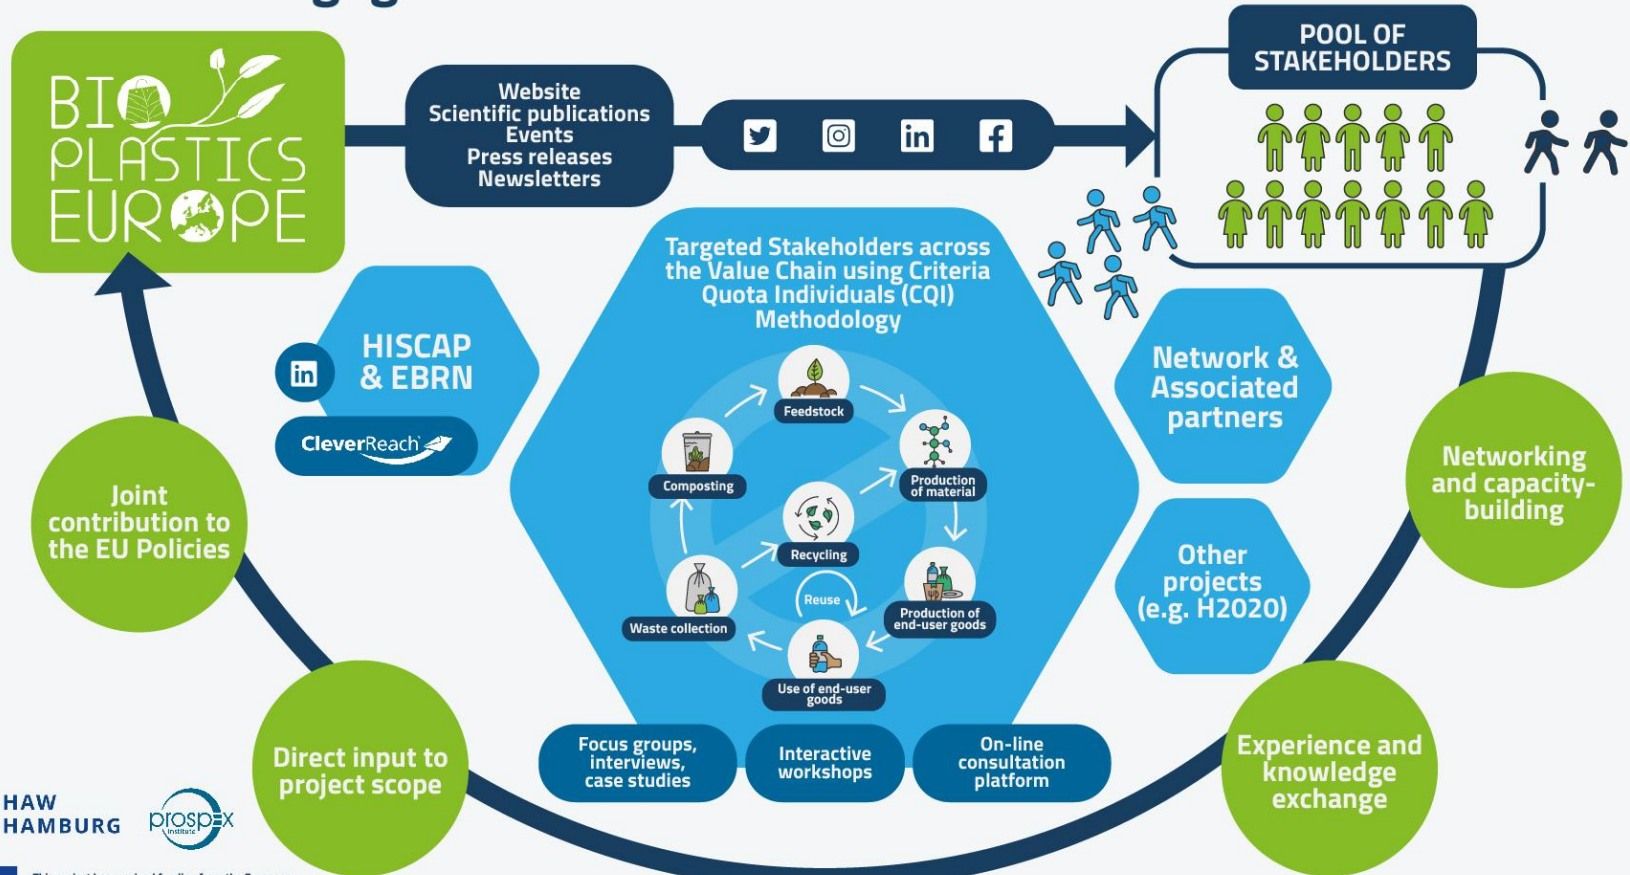 BIO
PLASTICS
EUROPE
Website
Scientific publications
Events
Press releases
Newsletters
in
POOL OF
STAKEHOLDERS
Targeted Stakeholders across
the Value Chain using Criteria
Quota Individuals (CQI)
Methodology
HISCAP
& EBRN
in
CleverReach
Feedstock
Composting
Production
of material
Recycling
Reuse
Waste collection
Production of
end-user goods
Use of end-user
goods
Network &
Associated
partners
Other
projects
(e.g. H2020)
Networking
and capacity-
building
Experience and
knowledge
exchange
Focus groups,
interviews,
case studies
Interactive
workshops
On-line
consultation
platform
Direct input to
project scope
Joint
contribution to
the EU Policies
HAW
HAMBURG
prospex
institute